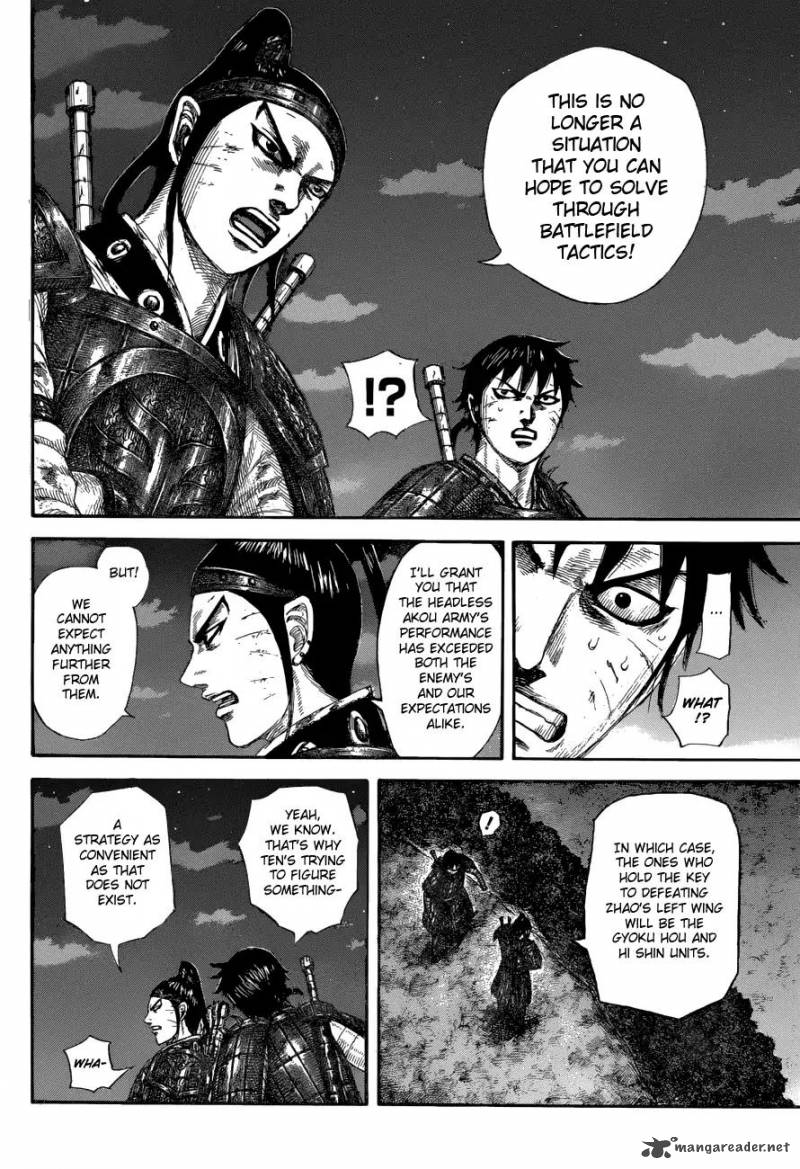 THIS IS NO
LONGER A
SITUATION
THAT YOU CAN
HOPE TO SOLVE
THROUGH
BATTLEFIELD
TACTICS!
!?
...
WHAT
!?
I'LL GRANT
YOU THAT
THE HEADLESS
AKOU ARMY'S
PERFORMANCE
HAS EXCEEDED
BOTH THE
ENEMY'S
AND OUR
EXPECTATIONS
ALIKE.
BUT!
WE
CANNOT
EXPECT
ANYTHING
FURTHER
FROM
THEM.
IN WHICH CASE,
THE ONES WHO
HOLD THE KEY
TO DEFEATING
ZHAO'S LEFT WING
WILL BE THE
GYOKU HOU AND
HI SHIN UNITS.
!
YEAH,
WE KNOW.
THAT'S WHY
TEN'S TRYING
TO FIGURE
SOMETHING-
A
STRATEGY AS
CONVENIENT
AS THAT
DOES NOT
EXIST.
WHA-
mangareader.net